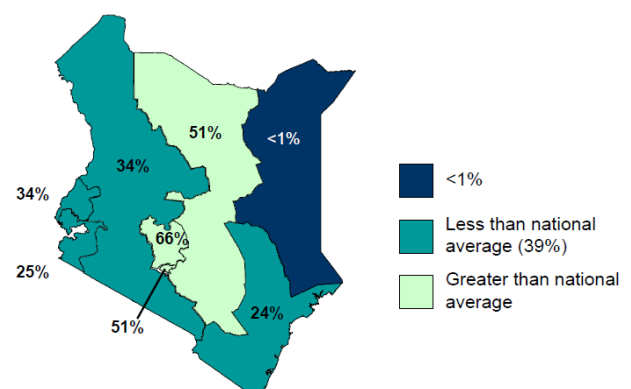 51%
<1%
34%
34%
66%
25%
51%
24%
<1%
Less than national
average (39%)
Greater than national
average